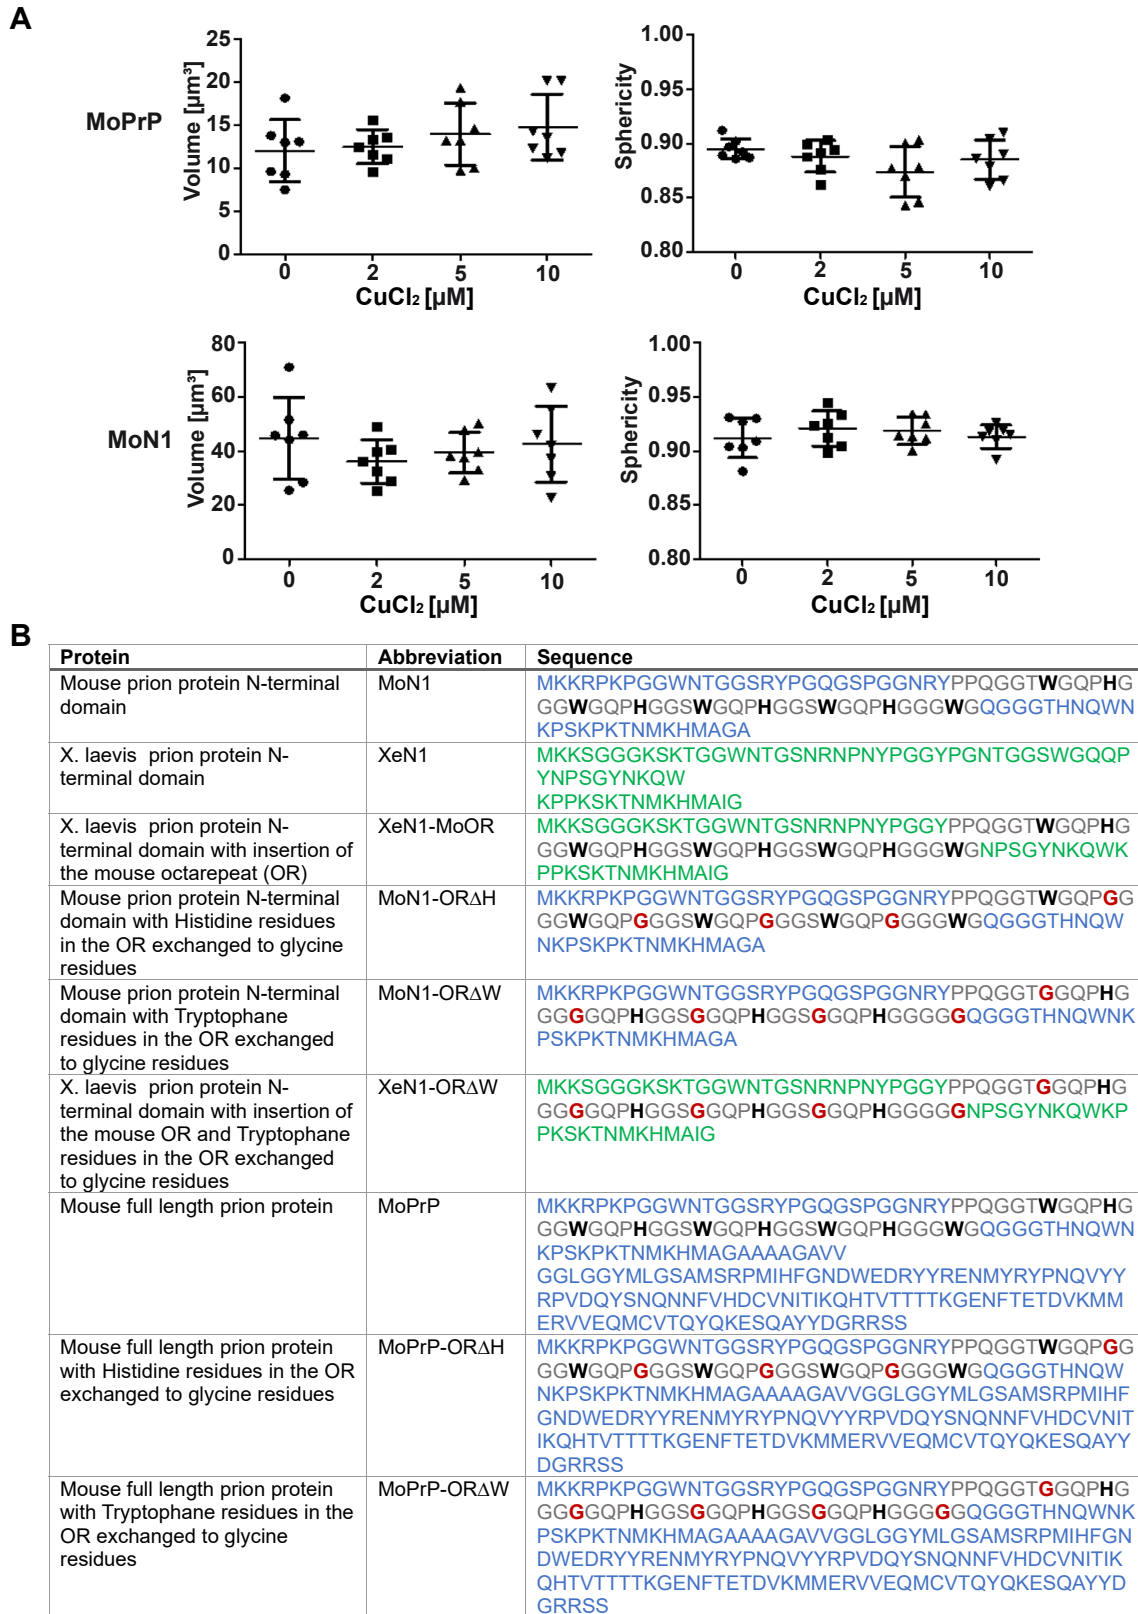 A
MoPrP
Volume [µm³]
25
20
15
10
5
0
0 2 5 10
CuCl₂ [µM]
Sphericity
1.00
0.95
0.90
0.85
0.80
0 2 5 10
CuCl₂ [µM]
MoN1
Volume [µm³]
80
60
40
20
0
0 2 5 10
CuCl₂ [µM]
Sphericity
1.00
0.95
0.90
0.85
0.80
0 2 5 10
CuCl₂ [µM]
B
Protein Abbreviation Sequence
Mouse prion protein N-terminal
domain
MoN1
MKKRPKPGGWNTGGSRYPGQGSPGGNRYPPQGGTWGQPHG
GGWGQPHGGSWGQPHGGSWGQPHGGGWGQGGGTHNQWN
KPSKPKTNMKHMAGA
X. laevis prion protein N-
terminal domain
XeN1
MKKSGGGKSKTGGWNTGSNRNPNYPGGYPGNTGGSWGQQP
YNPSGYNKQW
KPPKSKTNMKHMAIG
X. laevis prion protein N-
terminal domain with insertion of
the mouse octarepeat (OR)
XeN1-MoOR
MKKSGGGKSKTGGWNTGSNRNPNYPGGYPPQGGTWGQPHG
GGWGQPHGGSWGQPHGGSWGQPHGGGWGNPSGYNKQWK
PPKSKTNMKHMAIG
Mouse prion protein N-terminal
domain with Histidine residues
in the OR exchanged to glycine
residues
MoN1-OR∆H
MKKRPKPGGWNTGGSRYPGQGSPGGNRYPPQGGTWGQPGG
GGWGQPGGGSWGQPGGGSWGQPGGGGWGQGGGTHNQW
NKPSKPKTNMKHMAGA
Mouse prion protein N-terminal
domain with Tryptophane
residues in the OR exchanged
to glycine residues
MoN1-OR∆W
MKKRPKPGGWNTGGSRYPGQGSPGGNRYPPQGGTGGQPHG
GGGGQPHGGSGGQPHGGSGGQPHGGGGGQGGGTHNQWNK
PSKPKTNMKHMAGA
X. laevis prion protein N-
terminal domain with insertion of
the mouse OR and Tryptophane
residues in the OR exchanged
to glycine residues
XeN1-OR∆W
MKKSGGGKSKTGGWNTGSNRNPNYPGGYPPQGGTGGQPHG
GGGGQPHGGSGGQPHGGSGGQPHGGGGGNPSGYNKQWKP
PKSKTNMKHMAIG
Mouse full length prion protein
MoPrP
MKKRPKPGGWNTGGSRYPGQGSPGGNRYPPQGGTWGQPHG
GGWGQPHGGSWGQPHGGSWGQPHGGGWGQGGGTHNQWN
KPSKPKTNMKHMAGAAAAGAVV
GGLGGYMLGSAMSRPMIHFGNDWEDRYYRENMYRYPNQVYY
RPVDQYSNQNNFVHDCVNITIKQHTVTTTTKGENFTETDVKMM
ERVVEQMCVTQYQKESQAYYDGRRSS
Mouse full length prion protein
with Histidine residues in the OR
exchanged to glycine residues
MoPrP-OR∆H
MKKRPKPGGWNTGGSRYPGQGSPGGNRYPPQGGTWGQPGG
GGWGQPGGGSWGQPGGGSWGQPGGGGWGQGGGTHNQW
NKPSKPKTNMKHMAGAAAAGAVVGGLGGYMLGSAMSRPMIHF
GNDWEDRYYRENMYRYPNQVYYRPVDQYSNQNNFVHDCVNIT
IKQHTVTTTTKGENFTETDVKMMERVVEQMCVTQYQKESQAYY
DGRRSS
Mouse full length prion protein
with Tryptophane residues in the
OR exchanged to glycine
residues
MoPrP-OR∆W
MKKRPKPGGWNTGGSRYPGQGSPGGNRYPPQGGTGGQPHG
GGGGQPHGGSGGQPHGGSGGQPHGGGGGQGGGTHNQWNK
PSKPKTNMKHMAGAAAAGAVVGGLGGYMLGSAMSRPMIHFGN
DWEDRYYRENMYRYPNQVYYRPVDQYSNQNNFVHDCVNITIK
QHTVTTTTKGENFTETDVKMMERVVEQMCVTQYQKESQAYYD
GRRSS